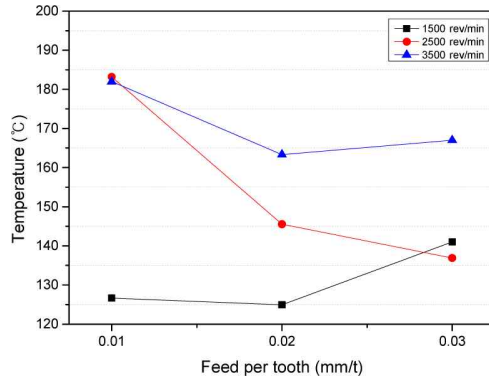 200
190
180
170
160
150
140
130
120
Temperature (℃)
1500 rev/min
2500 rev/min
3500 rev/min
0.01
0.02
0.03
Feed per tooth (mm/t)